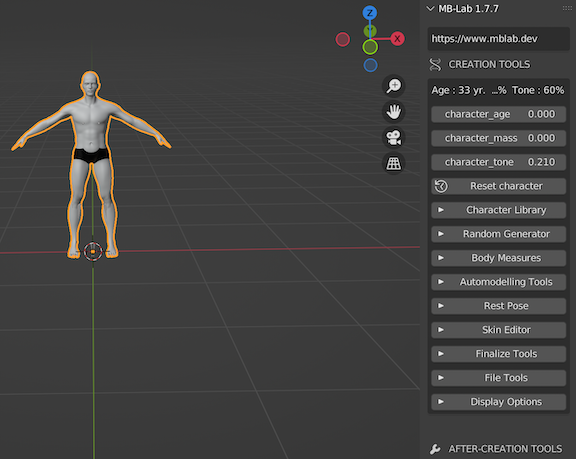 MB-Lab 1.7.7
https://www.mblab.dev
CREATION TOOLS
Age : 33 yr. ...% Tone : 60%
character_age 0.000
character_mass 0.000
character_tone 0.210
Reset character
Character Library
Random Generator
Body Measures
Automodelling Tools
Rest Pose
Skin Editor
Finalize Tools
File Tools
Display Options
AFTER-CREATION TOOLS
Z
Y
X